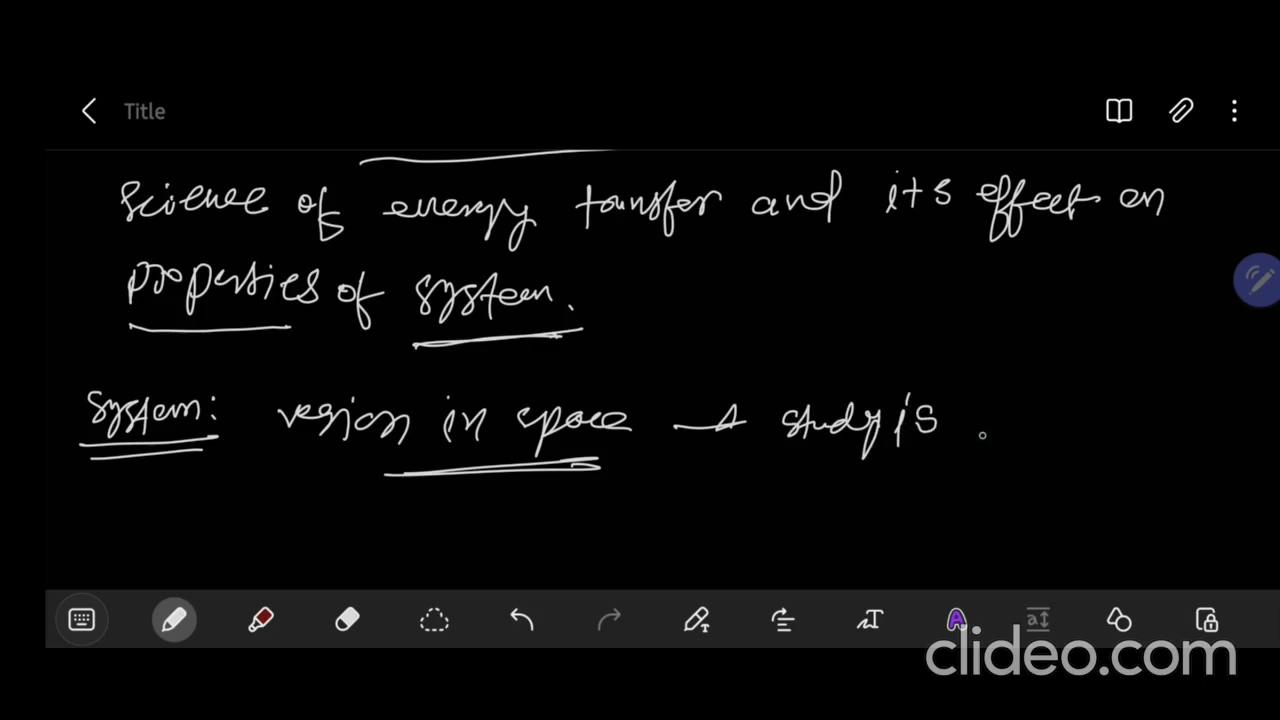 Title
Science of energy transfer and its effect on
properties of system.
System: region in space → study is
clideo.com